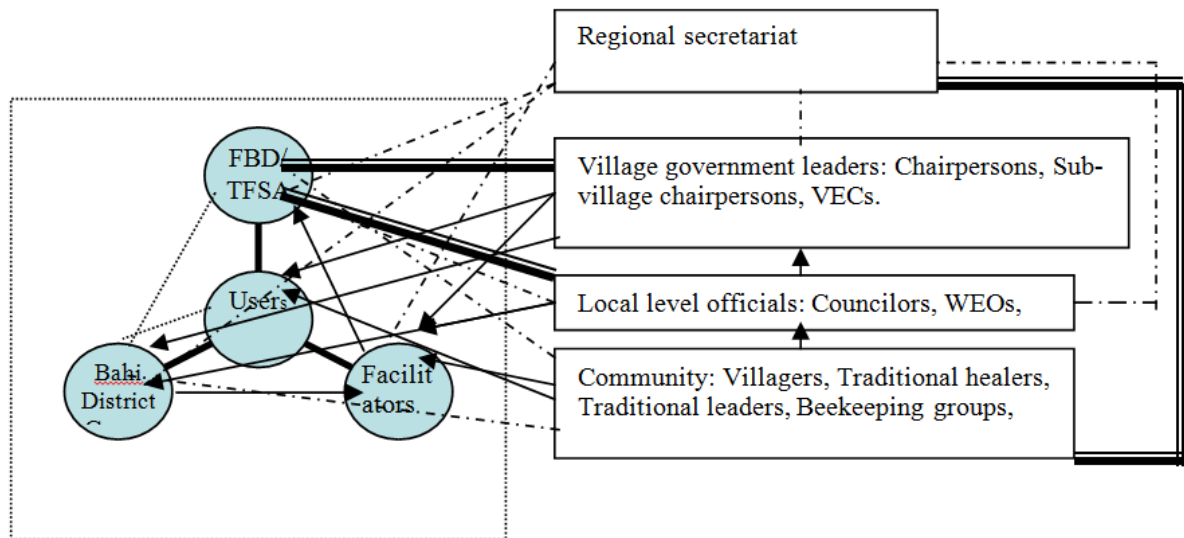 Regional secretariat
FBD/
TFSA
Village government leaders: Chairpersons, Sub-
village chairpersons, VECs.
Users
Local level officials: Councilors, WEOs,
Bahi
District
Facilit
ators
Community: Villagers, Traditional healers,
Traditional leaders, Beekeeping groups,